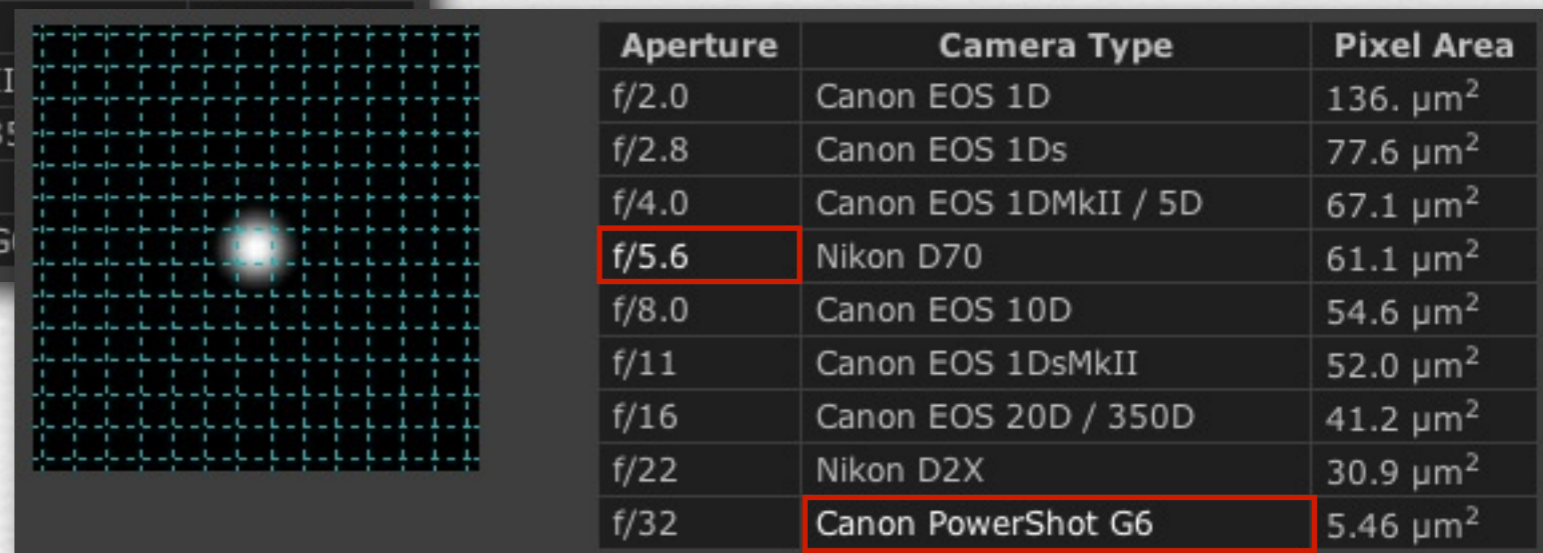 Aperture Camera Type Pixel Area
f/2.0 Canon EOS 1D 136. µm²
f/2.8 Canon EOS 1Ds 77.6 µm²
f/4.0 Canon EOS 1DMkII / 5D 67.1 µm²
f/5.6 Nikon D70 61.1 µm²
f/8.0 Canon EOS 10D 54.6 µm²
f/11 Canon EOS 1DsMkII 52.0 µm²
f/16 Canon EOS 20D / 350D 41.2 µm²
f/22 Nikon D2X 30.9 µm²
f/32 Canon PowerShot G6 5.46 µm²